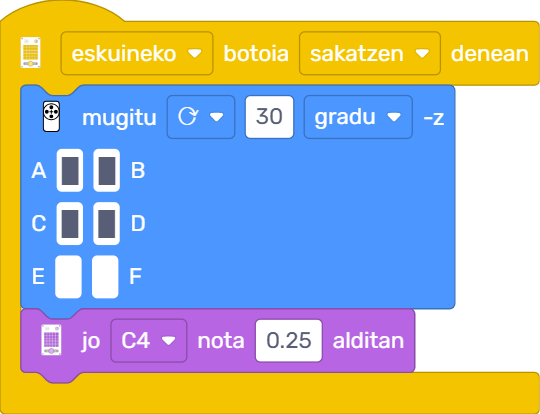 eskuineko botoia sakatzen denean
mugitu 30 gradu -z
A B
C D
E F
jo C4 nota 0.25 alditan